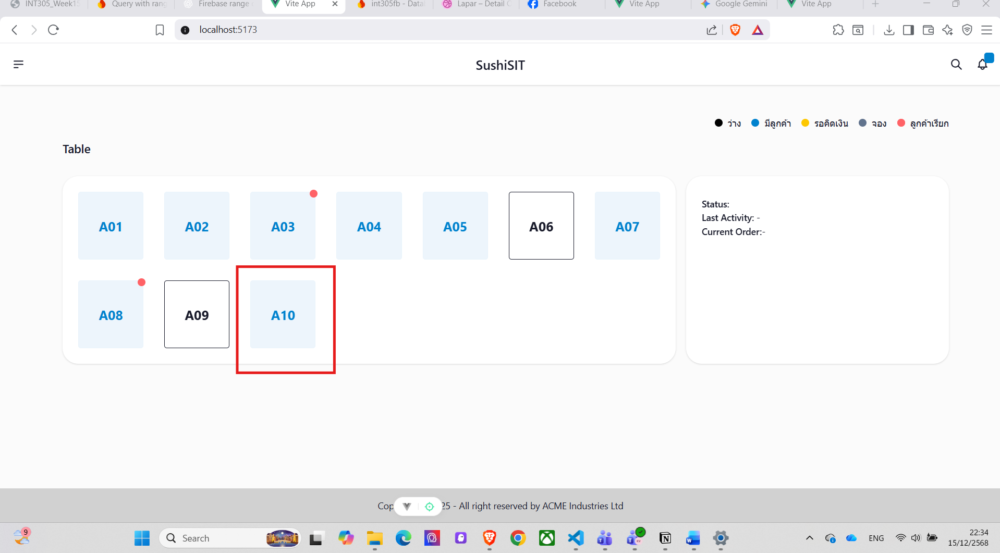 INT305_Week15
Query with rang
Firebase range
Vite App
int305fb - Data
Lapar – Detail C
Facebook
Vite App
Google Gemini
Vite App
localhost:5173
SushiSIT
ว่าง
มีลูกค้า
รอคิดเงิน
จอง
ลูกค้าเรียก
Table
A01 A02 A03 A04 A05 A06 A07
A08 A09 A10
Status:
Last Activity: -
Current Order:-
Cop 25 - All right reserved by ACME Industries Ltd
9
Search
ENG
22:34
15/12/2568